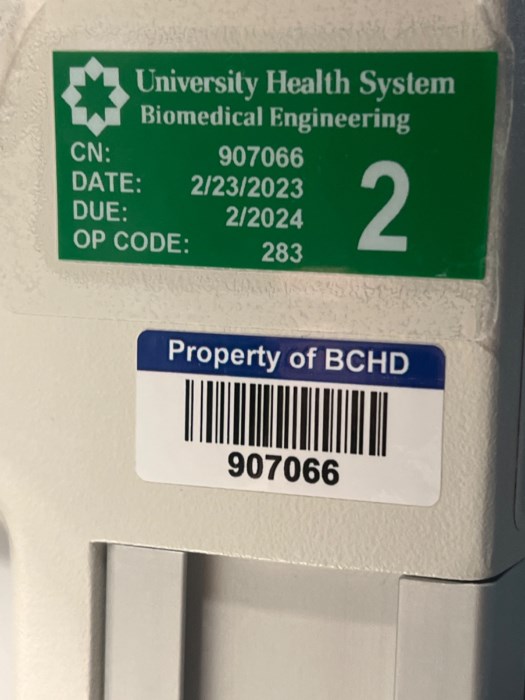 University Health System
Biomedical Engineering
CN: 907066
DATE: 2/23/2023
DUE: 2/2024
OP CODE: 283
2
Property of BCHD
907066